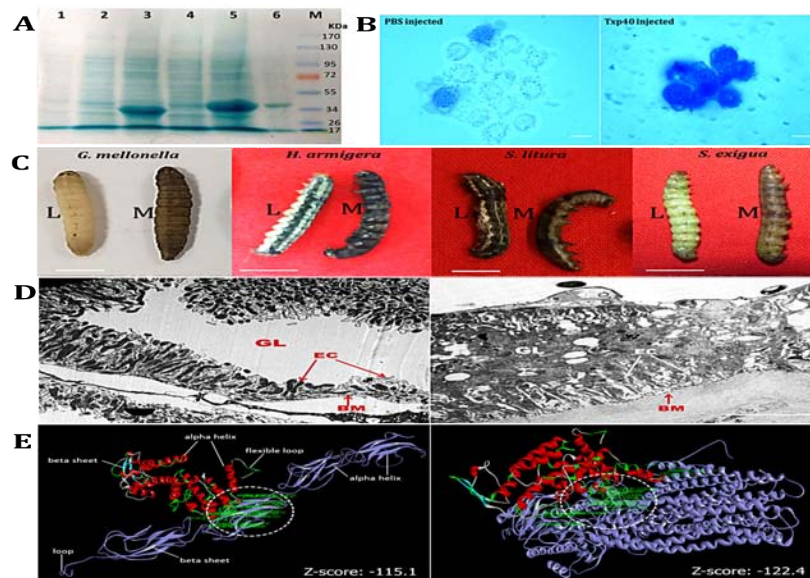 A
1 2 3 4 5 6 M
KDa
170
130
95
72
55
34
26
17
B
PBS injected
Txp40 injected
C
G. mellonella
H. armigera
S. litura
S. exigua
L M
L M
L M
L M
D
GL
EC
BM
GL
EC
BM
E
beta sheet
alpha helix
flexible loop
alpha helix
loop
beta sheet
Z-score: -115.1
Z-score: -122.4